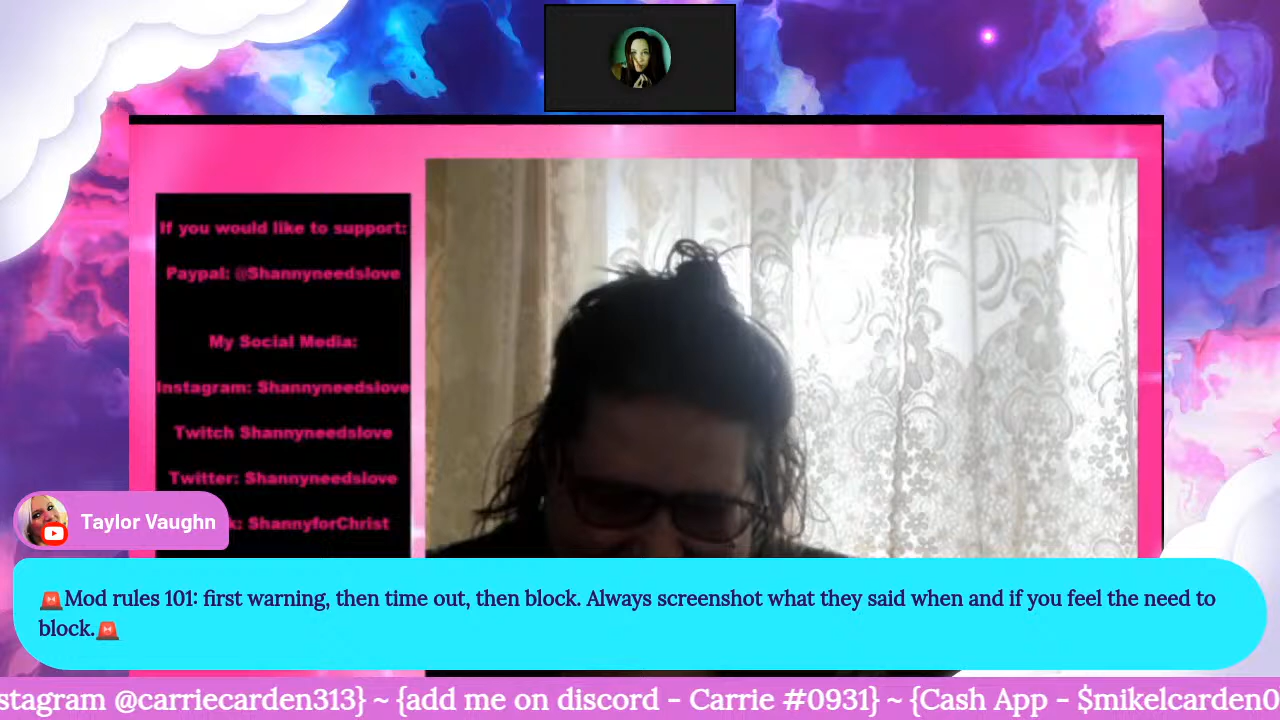 If you would like to support:
Paypal: @Shannyneedslove
My Social Media:
Instagram: Shannyneedslove
Twitch Shannyneedslove
Twitter: Shannyneedslove
k: ShannyforChrist
Taylor Vaughn
🚨Mod rules 101: first warning, then time out, then block. Always screenshot what they said when and if you feel the need to
block.🚨
stagram @carriecarden313} ~ {add me on discord - Carrie #0931} ~ {Cash App - $mikelcarden0